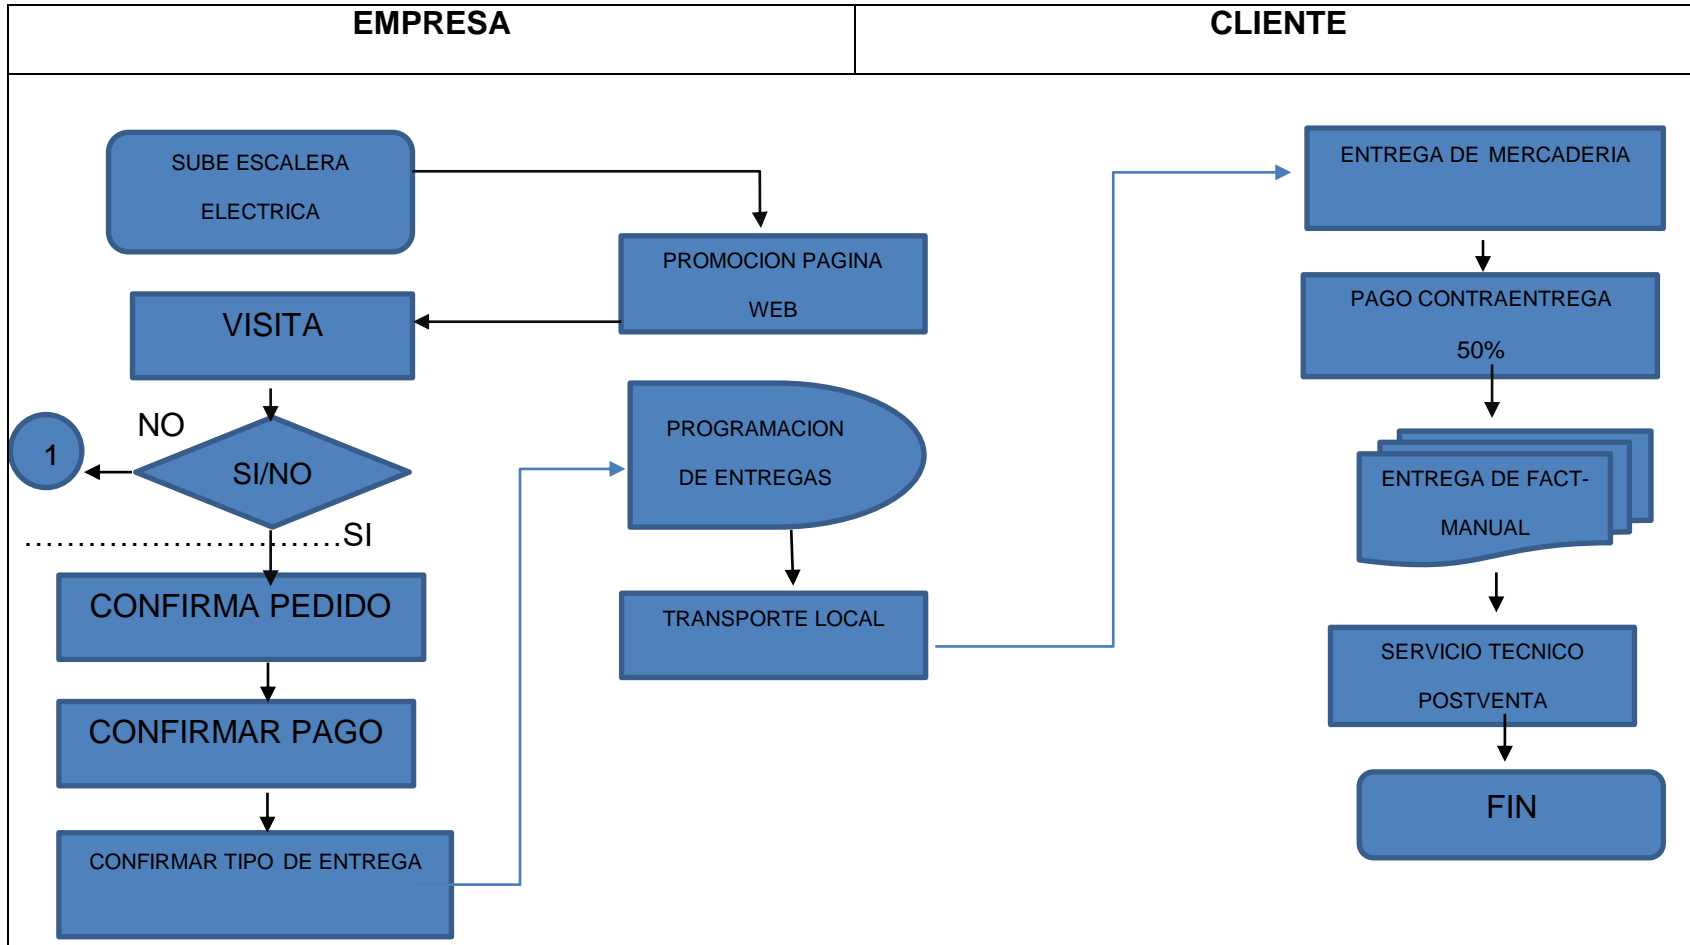 EMPRESA
CLIENTE
SUBE ESCALERA
ELECTRICA
PROMOCION PAGINA
WEB
VISITA
NO
1
SI/NO
..............................SI
CONFIRMA PEDIDO
CONFIRMAR PAGO
CONFIRMAR TIPO DE ENTREGA
PROGRAMACION
DE ENTREGAS
TRANSPORTE LOCAL
ENTREGA DE MERCADERIA
PAGO CONTRAENTREGA
50%
ENTREGA DE FACT-
MANUAL
SERVICIO TECNICO
POSTVENTA
FIN